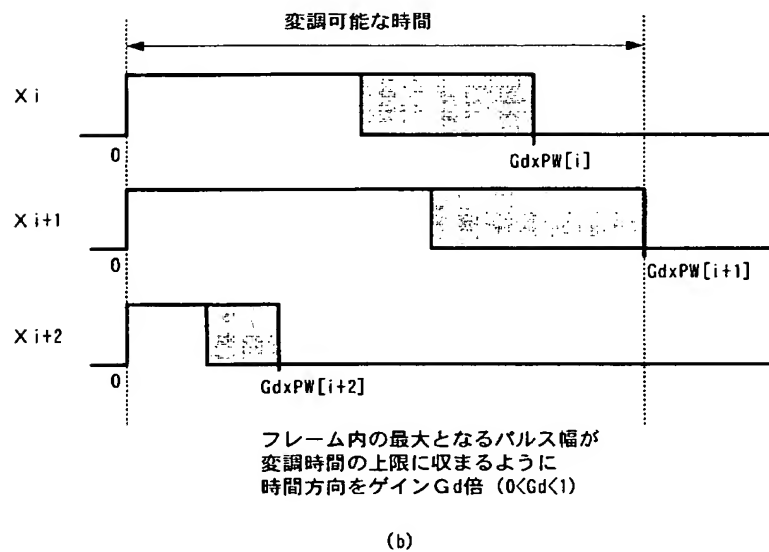 変調可能な時間
Xi
0
GdxPW[i]
Xi+1
0
GdxPW[i+1]
Xi+2
0
GdxPW[i+2]
フレーム内の最大となるパルス幅が
変調時間の上限に収まるように
時間方向をゲインGd倍 (0<Gd<1)
(b)